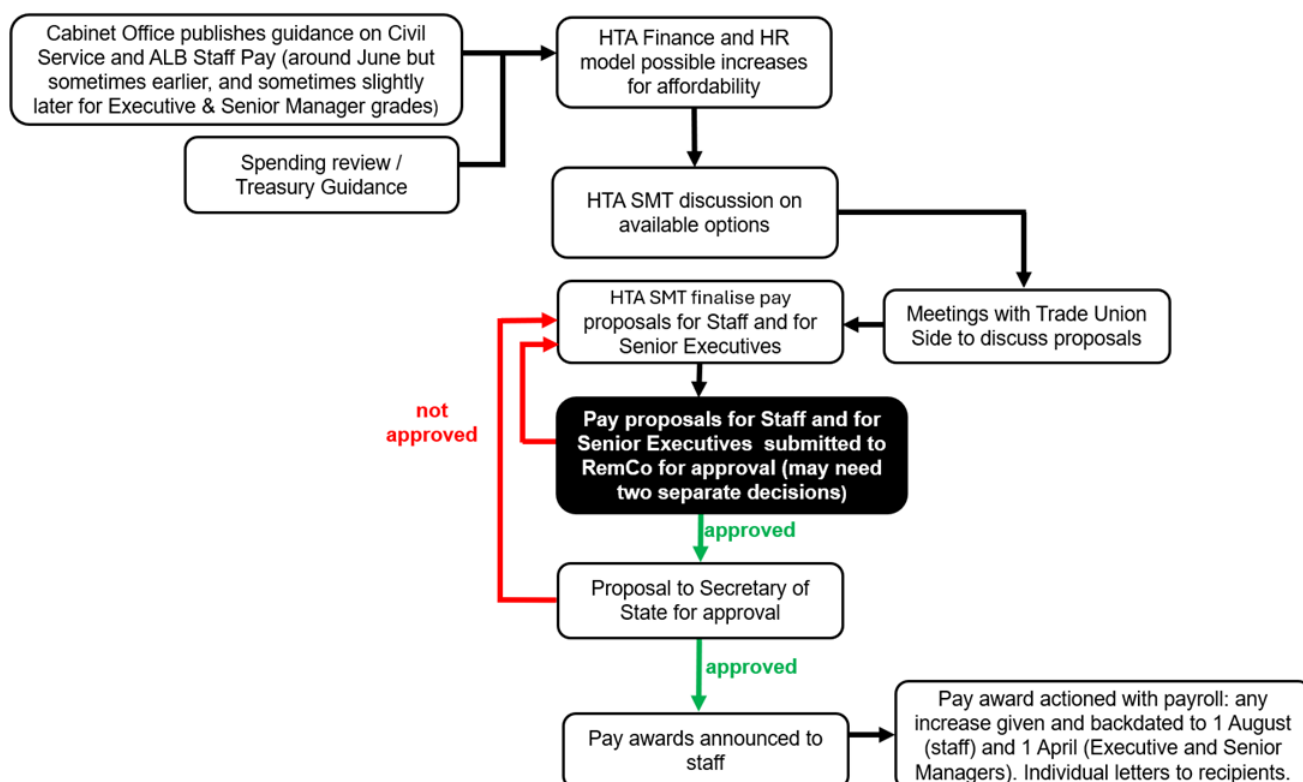 Cabinet Office publishes guidance on Civil
Service and ALB Staff Pay (around June but
sometimes earlier, and sometimes slightly
later for Executive & Senior Manager grades)
HTA Finance and HR
model possible increases
for affordability
Spending review /
Treasury Guidance
HTA SMT discussion on
available options
HTA SMT finalise pay
proposals for Staff and for
Senior Executives
Meetings with Trade Union
Side to discuss proposals
not
approved
Pay proposals for Staff and for
Senior Executives submitted to
RemCo for approval (may need
two separate decisions)
approved
Proposal to Secretary of
State for approval
approved
Pay awards announced to
staff
Pay award actioned with payroll: any
increase given and backdated to 1 August
(staff) and 1 April (Executive and Senior
Managers). Individual letters to recipients.